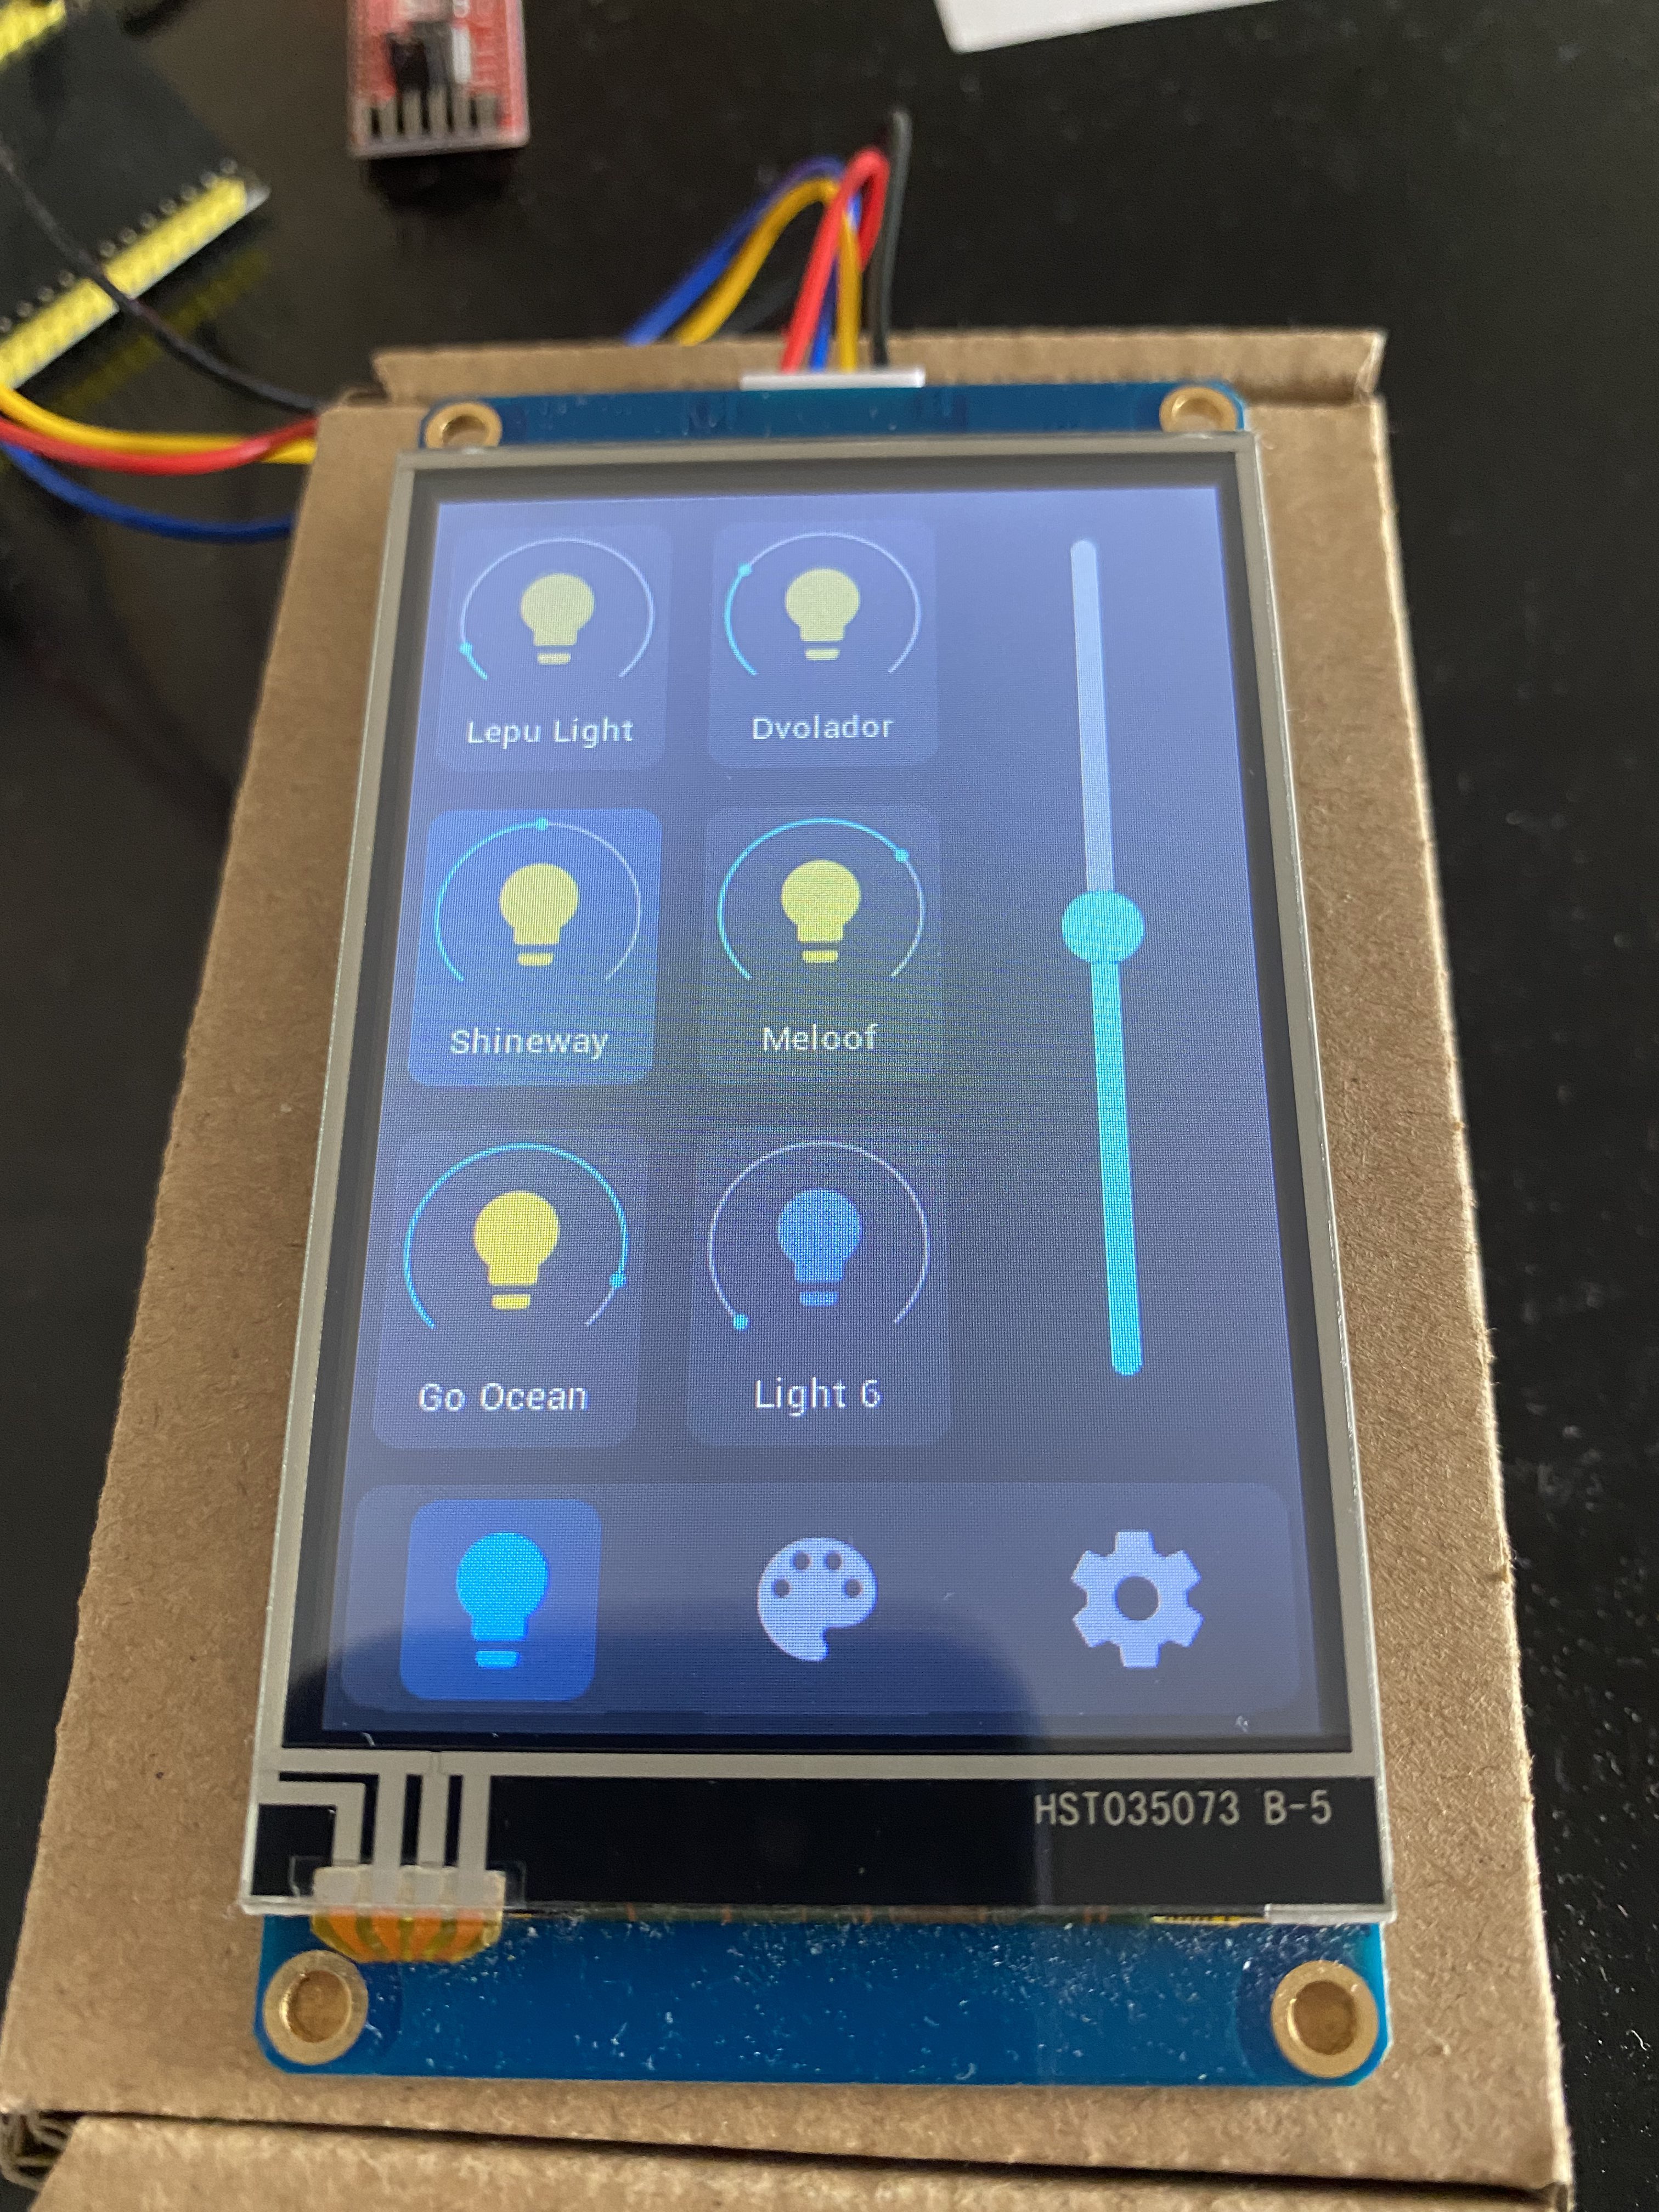 Lepu Light
Dvolador
Shineway
Meloof
Go Ocean
Light 6
HST035073 B-5